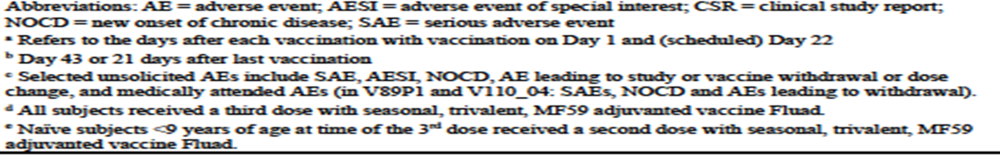 Abbreviations: AE = adverse event; AESI = adverse event of special interest; CSR = clinical study report;
NOCD = new onset of chronic disease; SAE = serious adverse event
ᵃ Refers to the days after each vaccination with vaccination on Day 1 and (scheduled) Day 22
ᵇ Day 43 or 21 days after last vaccination
ᶜ Selected unsolicited AEs include SAE, AESI, NOCD, AE leading to study or vaccine withdrawal or dose
change, and medically attended AEs (in V89P1 and V110_04: SAEs, NOCD and AEs leading to withdrawal).
ᵈ All subjects received a third dose with seasonal, trivalent, MF59 adjuvanted vaccine Fluad.
ᵉ Naïve subjects <9 years of age at time of the 3ʳᵈ dose received a second dose with seasonal, trivalent, MF59
adjuvanted vaccine Fluad.